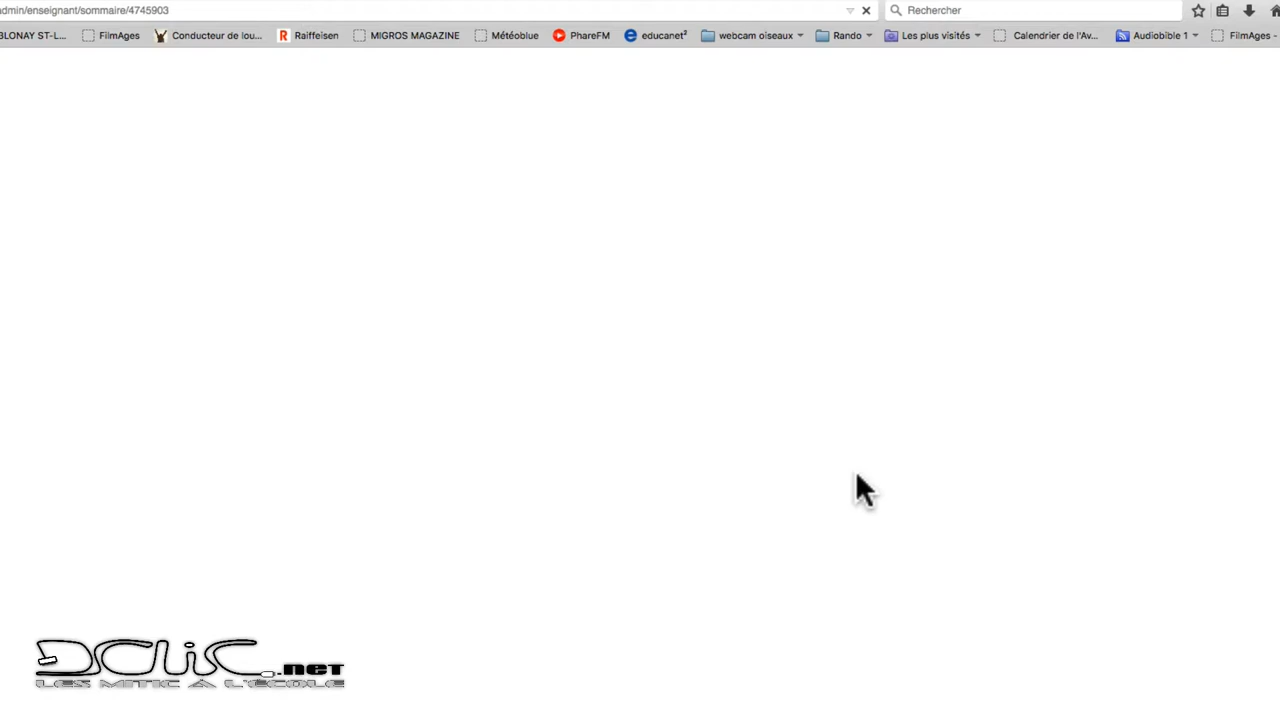 admin/enseignant/sommaire/4745903
Rechercher
BLONAY ST-L... FilmAges Conducteur de lou... Raiffeisen MIGROS MAGAZINE Météoblue PhareFM educanet² webcam oiseaux Rando Les plus visités Calendrier de l'Av... Audiobible 1 FilmAges -
DCLIC.net
LES MITIC À L'ÉCOLE